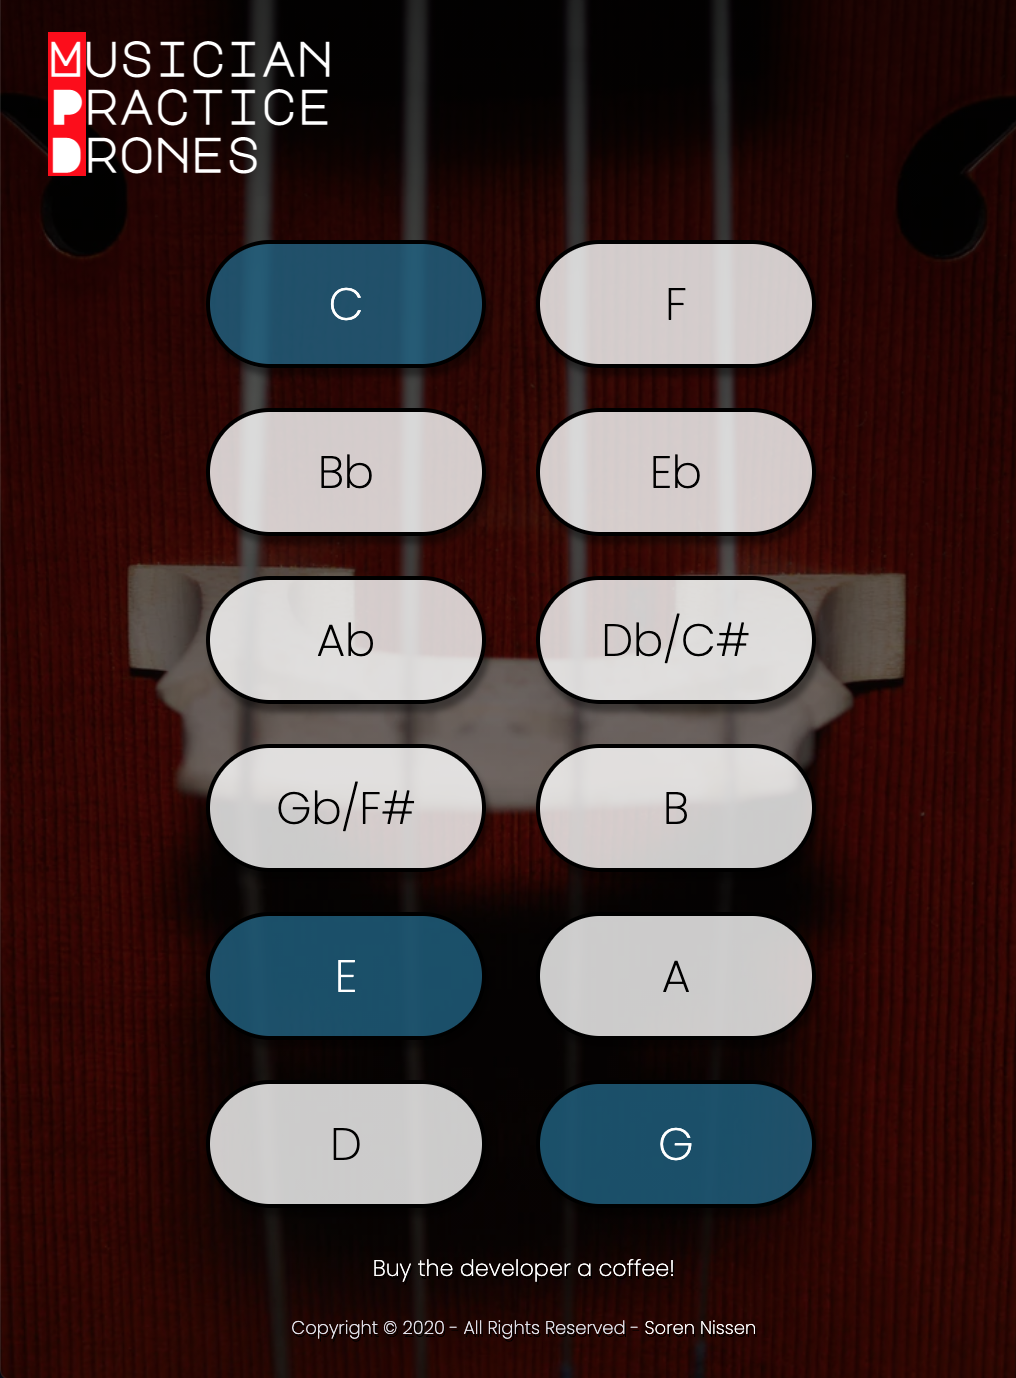 MUSICIAN
PRACTICE
DRONES
C
F
Bb
Eb
Ab
Db/C#
Gb/F#
B
E
A
D
G
Buy the developer a coffee!
Copyright © 2020 - All Rights Reserved - Soren Nissen